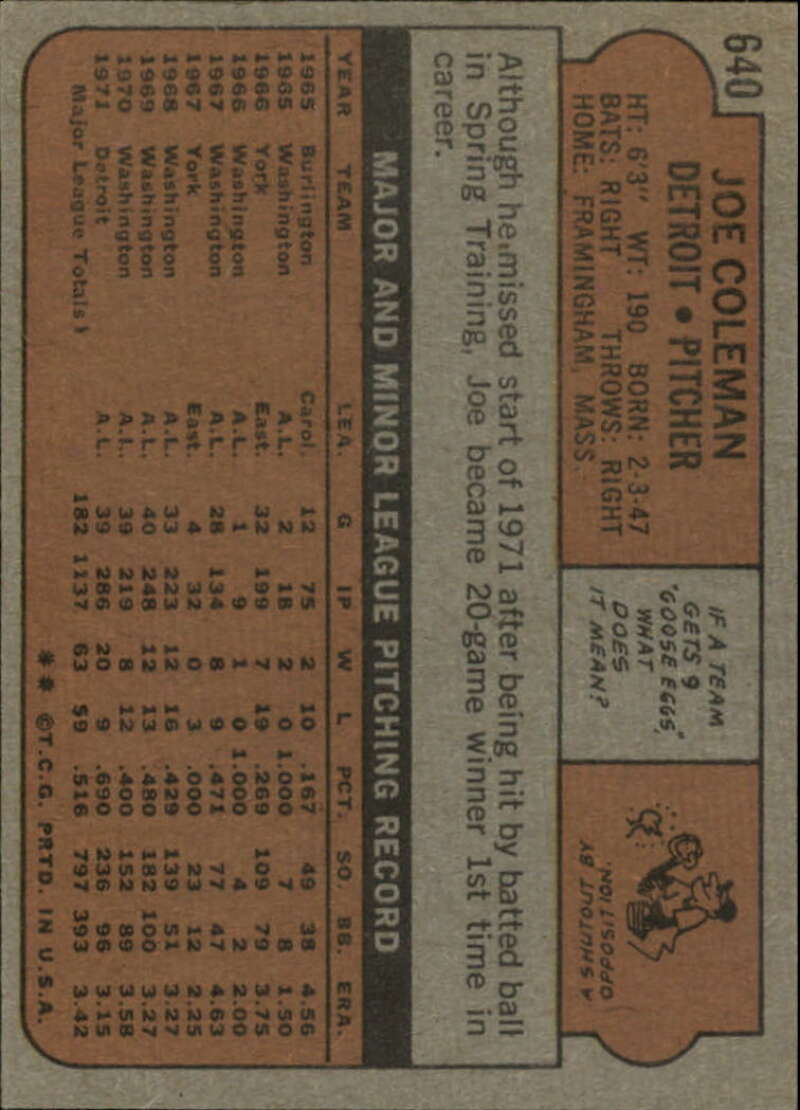 640
JOE COLEMAN
DETROIT • PITCHER
HT: 6'3" WT: 190 BORN: 2-3-47
BATS: RIGHT THROWS: RIGHT
HOME: FRAMINGHAM, MASS.
IF A TEAM
GETS 9
"GOOSE EGGS,"
WHAT
DOES
IT MEAN?
A SHUTOUT BY
OPPOSITION.
Although he missed start of 1971 after being hit by batted ball
in Spring Training, Joe became 20-game winner 1st time in
career.
MAJOR AND MINOR LEAGUE PITCHING RECORD
YEAR TEAM LEA. G IP W L PCT. SO. BB. ERA.
1965 Burlington Carol. 12 75 2 10 .167 49 38 4.56
1965 Washington A.L. 2 18 2 0 1.000 7 8 1.50
1966 York East. 32 199 7 19 .269 109 79 3.75
1966 Washington A.L. 1 9 1 0 1.000 4 2 2.00
1967 Washington A.L. 28 134 8 9 .471 77 47 4.63
1967 York East. 4 32 0 3 .000 23 12 2.25
1968 Washington A.L. 33 223 12 16 .429 139 51 3.27
1969 Washington A.L. 40 248 12 13 .480 182 100 3.27
1970 Washington A.L. 39 219 8 12 .400 152 89 3.58
1971 Detroit A.L. 39 286 20 9 .690 236 96 3.15
Major League Totals 182 1137 63 59 .516 797 393 3.42
** ©T.C.G. PRTD. IN U.S.A.